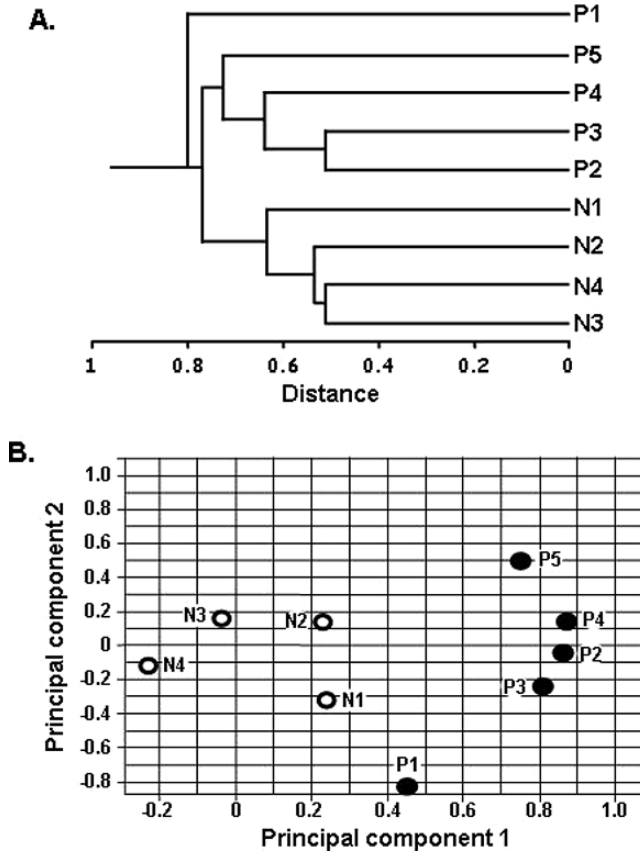 A.
P1
P5
P4
P3
P2
N1
N2
N4
N3
1 0.8 0.6 0.4 0.2 0
Distance
B.
Principal component 2
1.0
0.8
0.6
0.4
0.2
0
-0.2
-0.4
-0.6
-0.8
P5
N3
N2
P4
P2
N4
P3
N1
P1
-0.2 0 0.2 0.4 0.6 0.8 1.0
Principal component 1